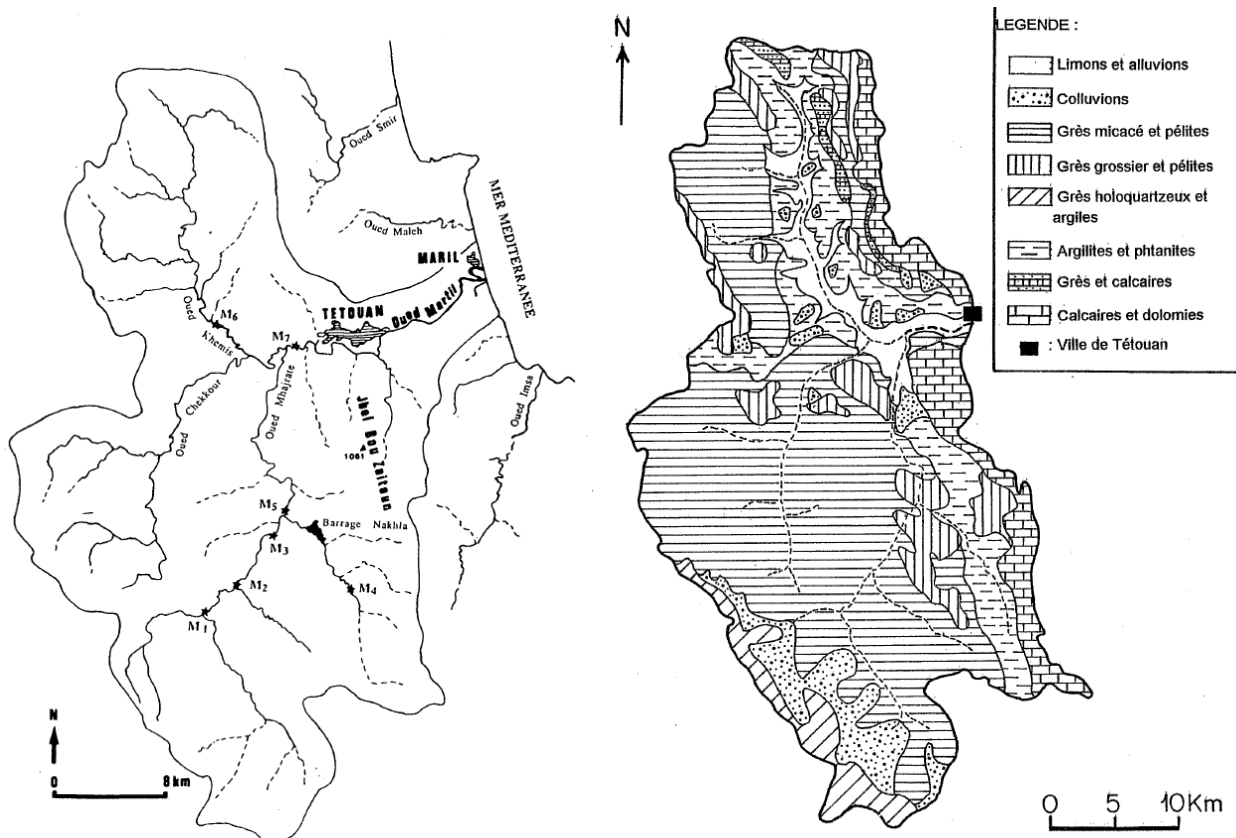 Oued Smir
MER MEDITERRANEE
Oued Maleh
MARIL
Oued Martil
TETOUAN
M6
Oued
Khemis
M7
Chekkour
Oued
Oued Mhajrate
Jbel Bou Zeitoun
1061
Oued Imsa
M5
Barrage Nakhla
M3
M2
M4
M1
N
0 8km
N
LEGENDE :
Limons et alluvions
Colluvions
Grès micacé et pélites
Grès grossier et pélites
Grès holoquartzeux et
argiles
Argilites et phtanites
Grès et calcaires
Calcaires et dolomies
: Ville de Tétouan
0 5 10Km